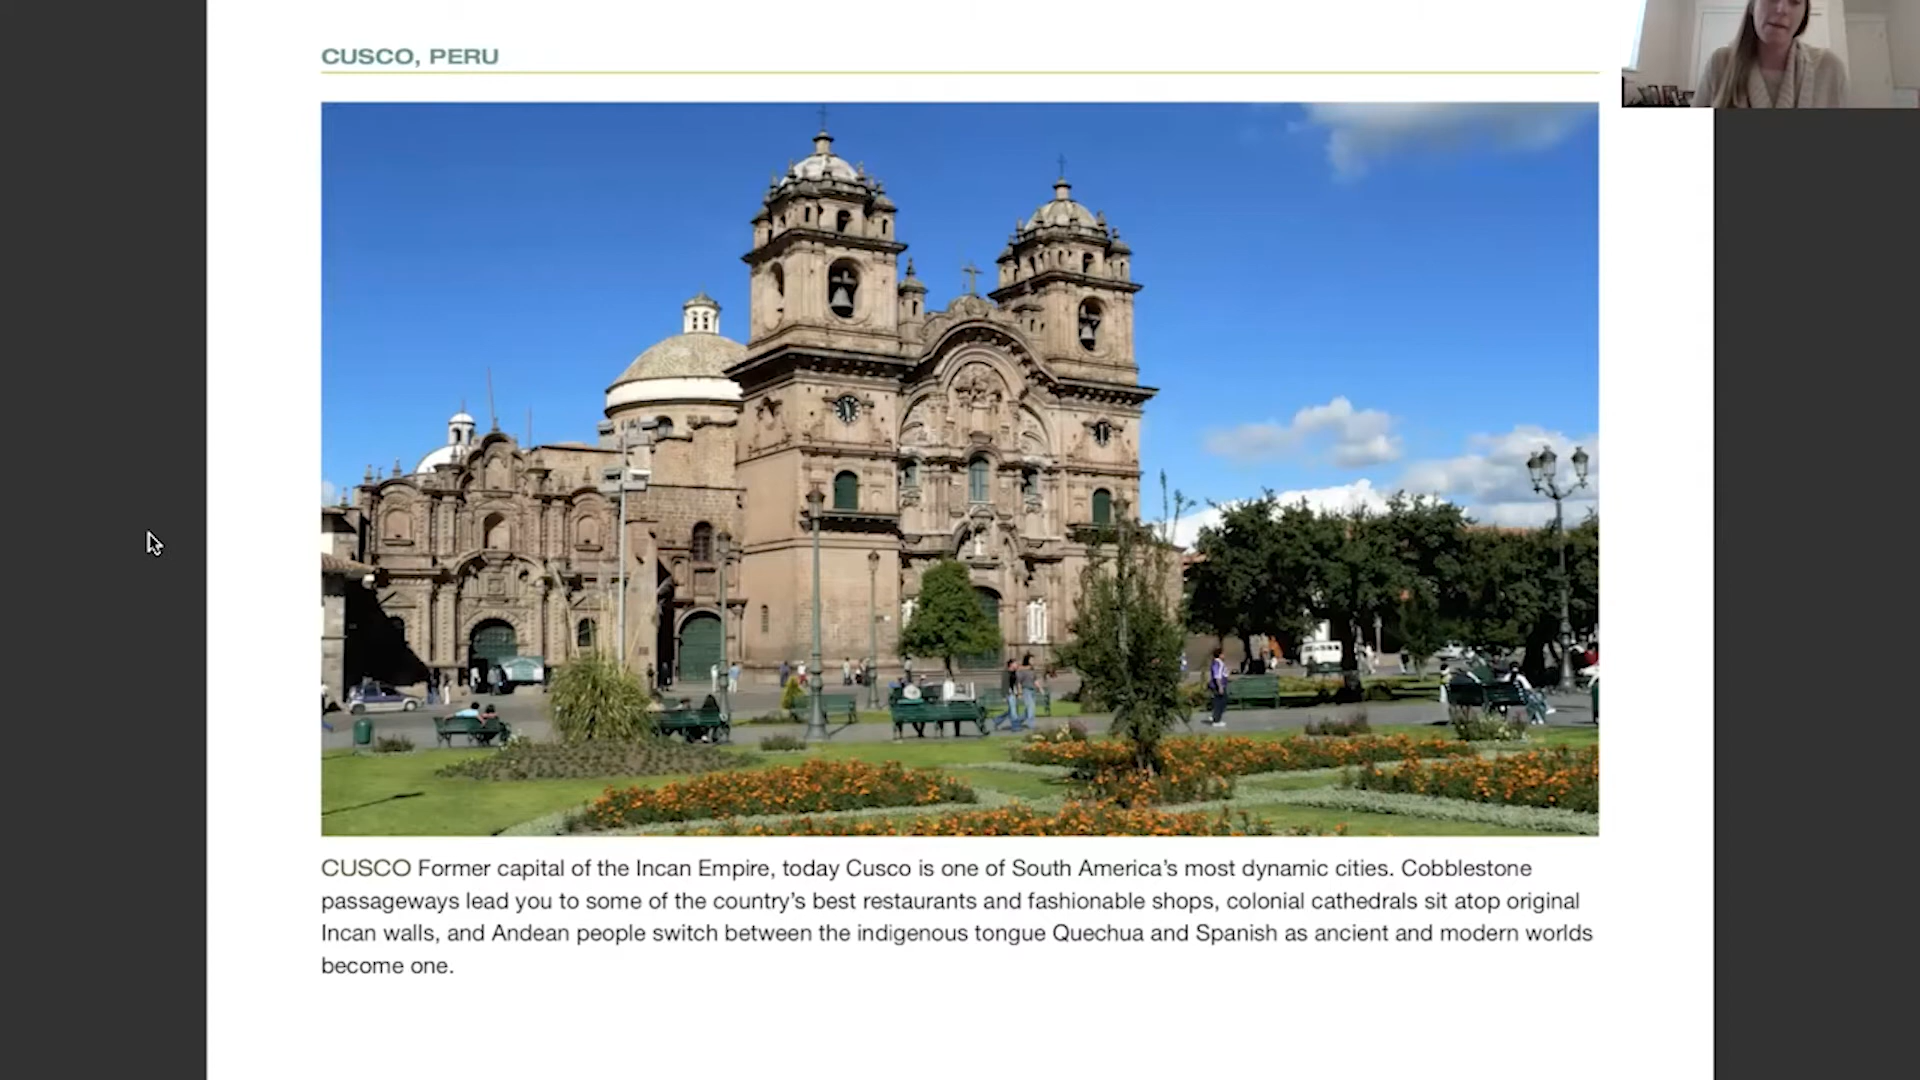 CUSCO, PERU
CUSCO Former capital of the Incan Empire, today Cusco is one of South America’s most dynamic cities. Cobblestone
passageways lead you to some of the country’s best restaurants and fashionable shops, colonial cathedrals sit atop original
Incan walls, and Andean people switch between the indigenous tongue Quechua and Spanish as ancient and modern worlds
become one.